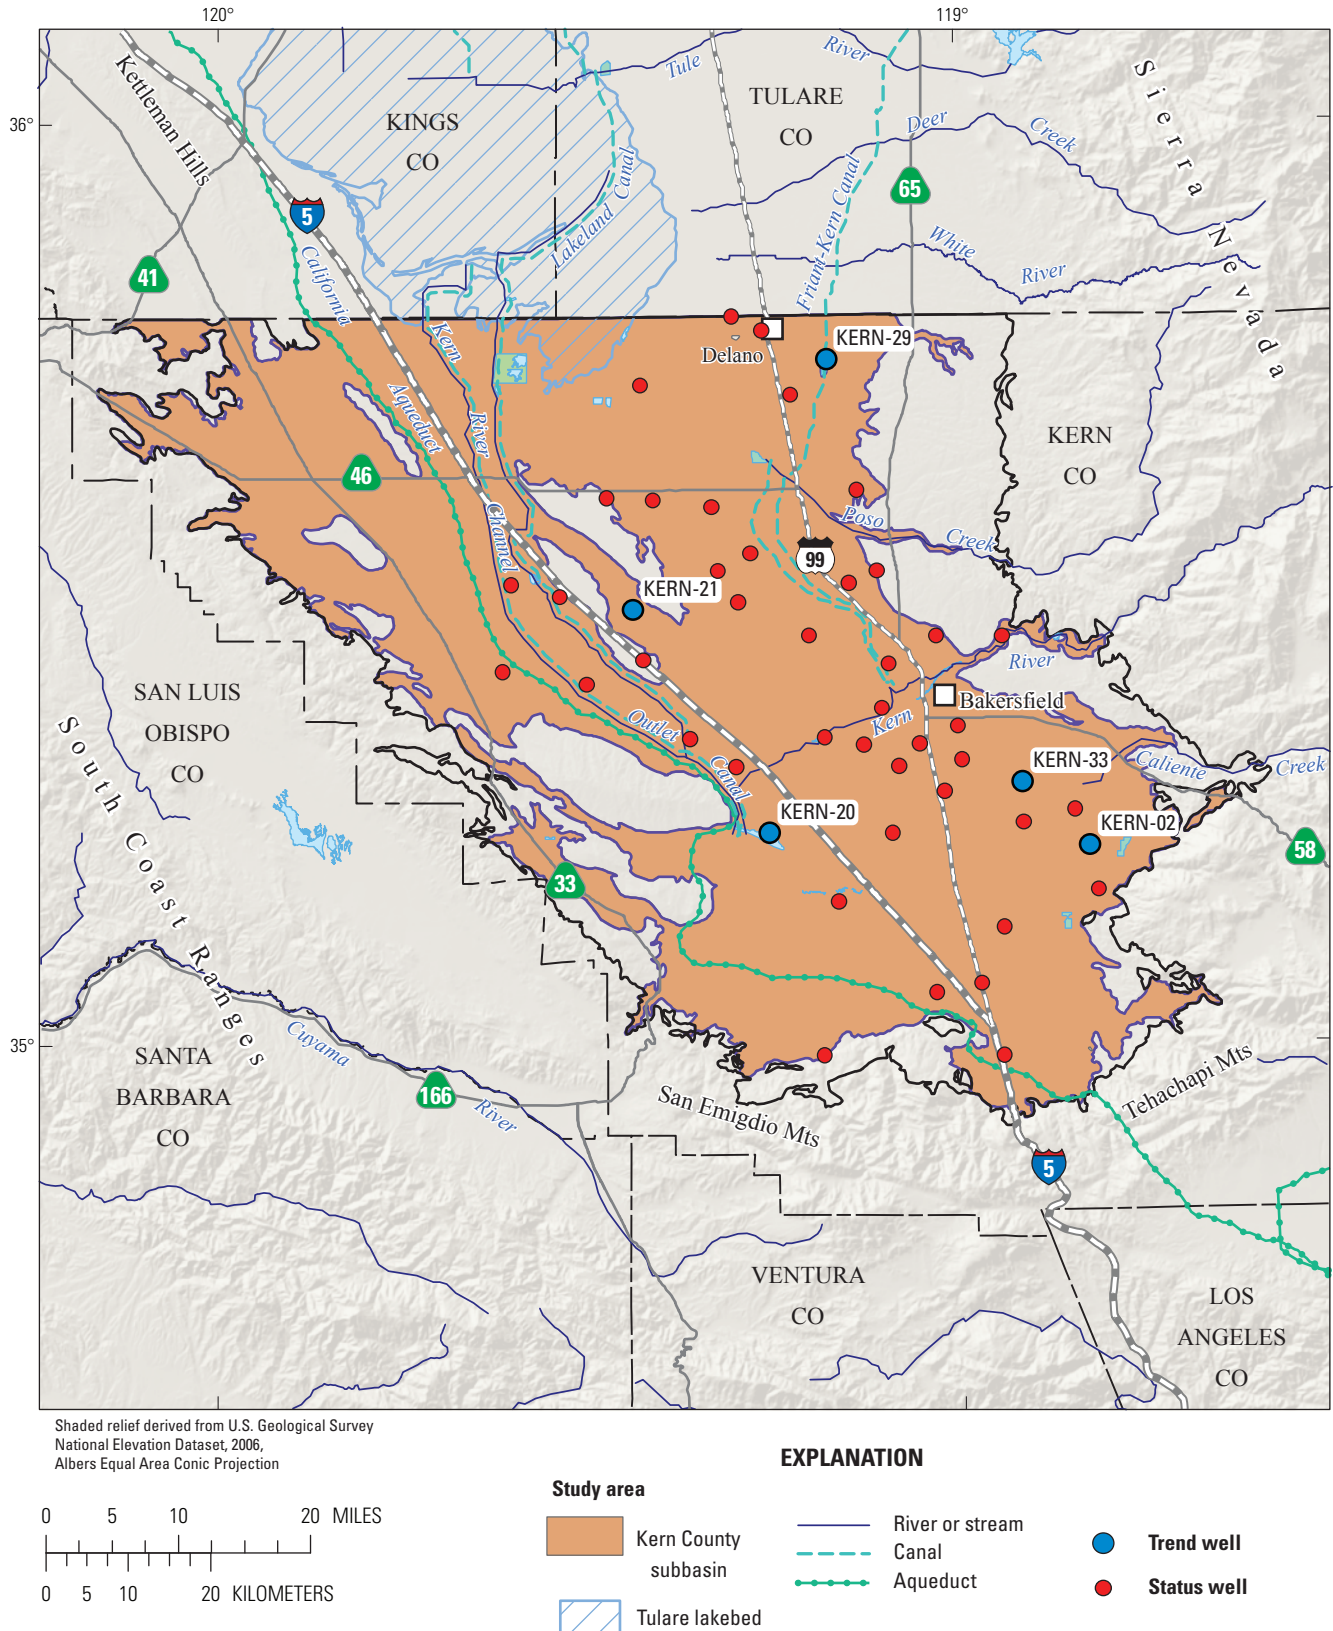 120°
119°
36°
35°
Kettleman Hills
KINGS
CO
TULARE
CO
Tule
River
Deer
Creek
Sierra
Nevada
65
5
41
California
Aqueduct
Lakeland Canal
Friant-Kern Canal
White
River
Kern
River
Channel
Delano
KERN-29
KERN
CO
46
Poso
Creek
99
KERN-21
River
Kern
Bakersfield
SAN LUIS
OBISPO
CO
South Coast Ranges
Outlet
Canal
KERN-33
Caliente
Creek
KERN-20
KERN-02
58
33
SANTA
BARBARA
CO
Cuyama
River
166
San Emigdio Mts
Tehachapi Mts
5
VENTURA
CO
LOS
ANGELES
CO
Shaded relief derived from U.S. Geological Survey
National Elevation Dataset, 2006,
Albers Equal Area Conic Projection
0 5 10 20 MILES
0 5 10 20 KILOMETERS
EXPLANATION
Study area
Kern County
subbasin
Tulare lakebed
River or stream
Canal
Aqueduct
Trend well
Status well